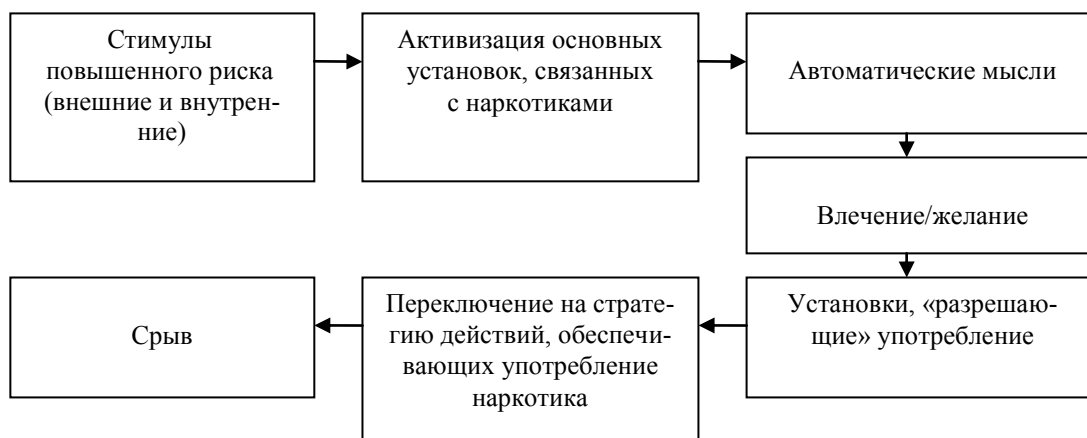 Стимулы
повышенного риска
(внешние и внутрен-
ние)
Активизация основных
установок, связанных
с наркотиками
Автоматические мысли
Влечение/желание
Установки, «разрешаю-
щие» употребление
Переключение на страте-
гию действий, обеспечи-
вающих употребление
наркотика
Срыв